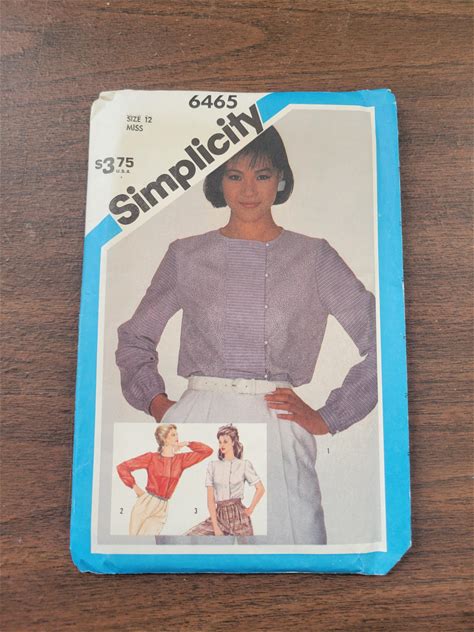 6465
SIZE 12
MISS
$3.75
U.S.A.
Simplicity
1
2
3